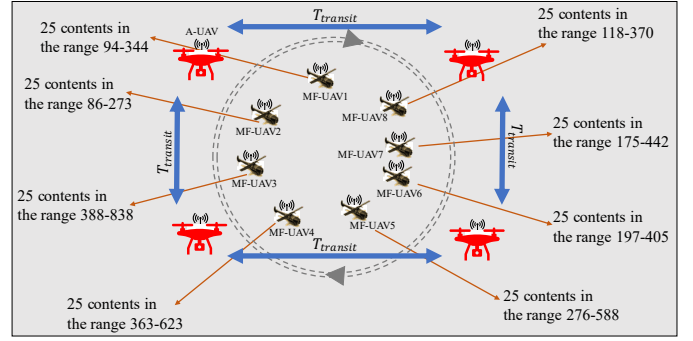 T_transit
25 contents in
the range 94-344
A-UAV
25 contents in
the range 118-370
MF-UAV1
25 contents in
the range 86-273
MF-UAV2
MF-UAV8
T_transit
T_transit
MF-UAV7
25 contents in
the range 175-442
MF-UAV3
MF-UAV6
25 contents in
the range 388-838
25 contents in
the range 197-405
MF-UAV4
MF-UAV5
T_transit
25 contents in
the range 363-623
25 contents in
the range 276-588